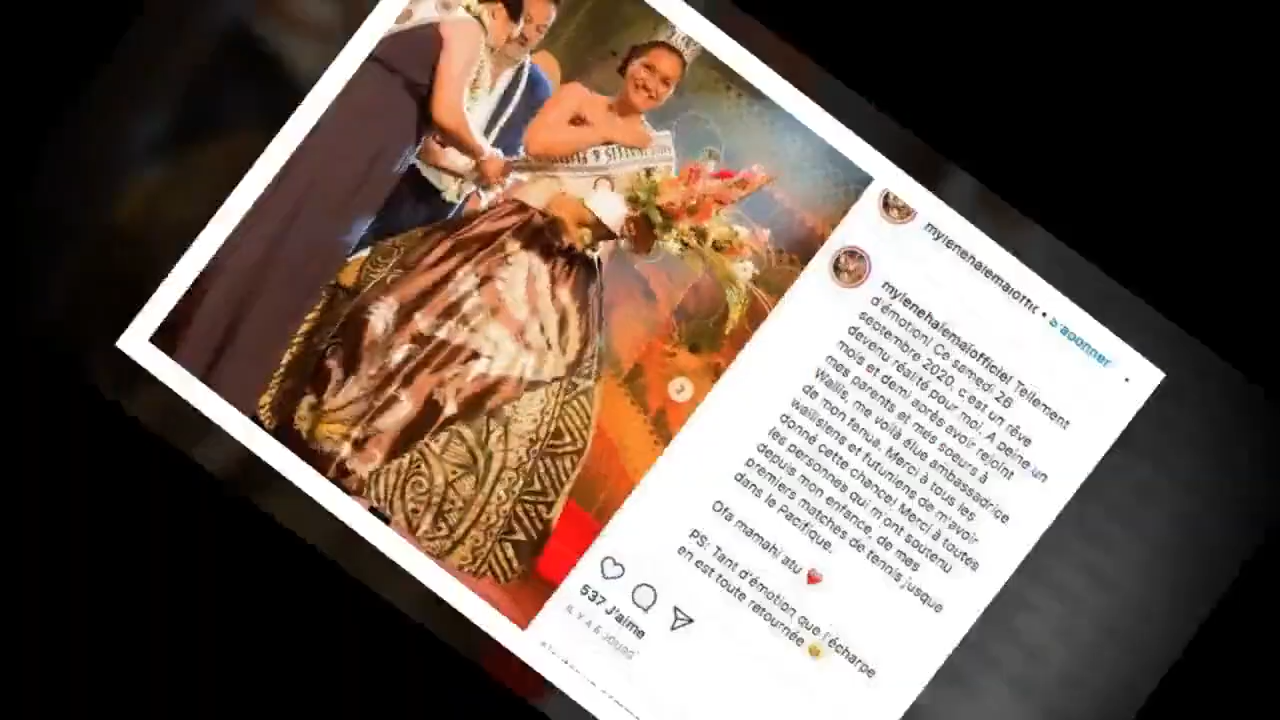 mylenehalemaiofficiel • S'abonner
mylenehalemaiofficiel Tellement
d'émotion! Ce samedi 26
septembre 2020, c'est un rêve
devenu réalité pour moi. A peine un
mois et demi après avoir rejoint
mes parents et mes soeurs à
Wallis, me voilà élue ambassadrice
de mon fenua. Merci à tous les
wallisiens et futuniens de m'avoir
donné cette chance! Merci à toutes
les personnes qui m'ont soutenu
depuis mon enfance, de mes
premiers matches de tennis jusque
dans le Pacifique.
Ofa mamahi atu ❤️
PS: Tant d'émotion que l'écharpe
en est toute retournée
537 J'aime
IL Y A 6 JOURS